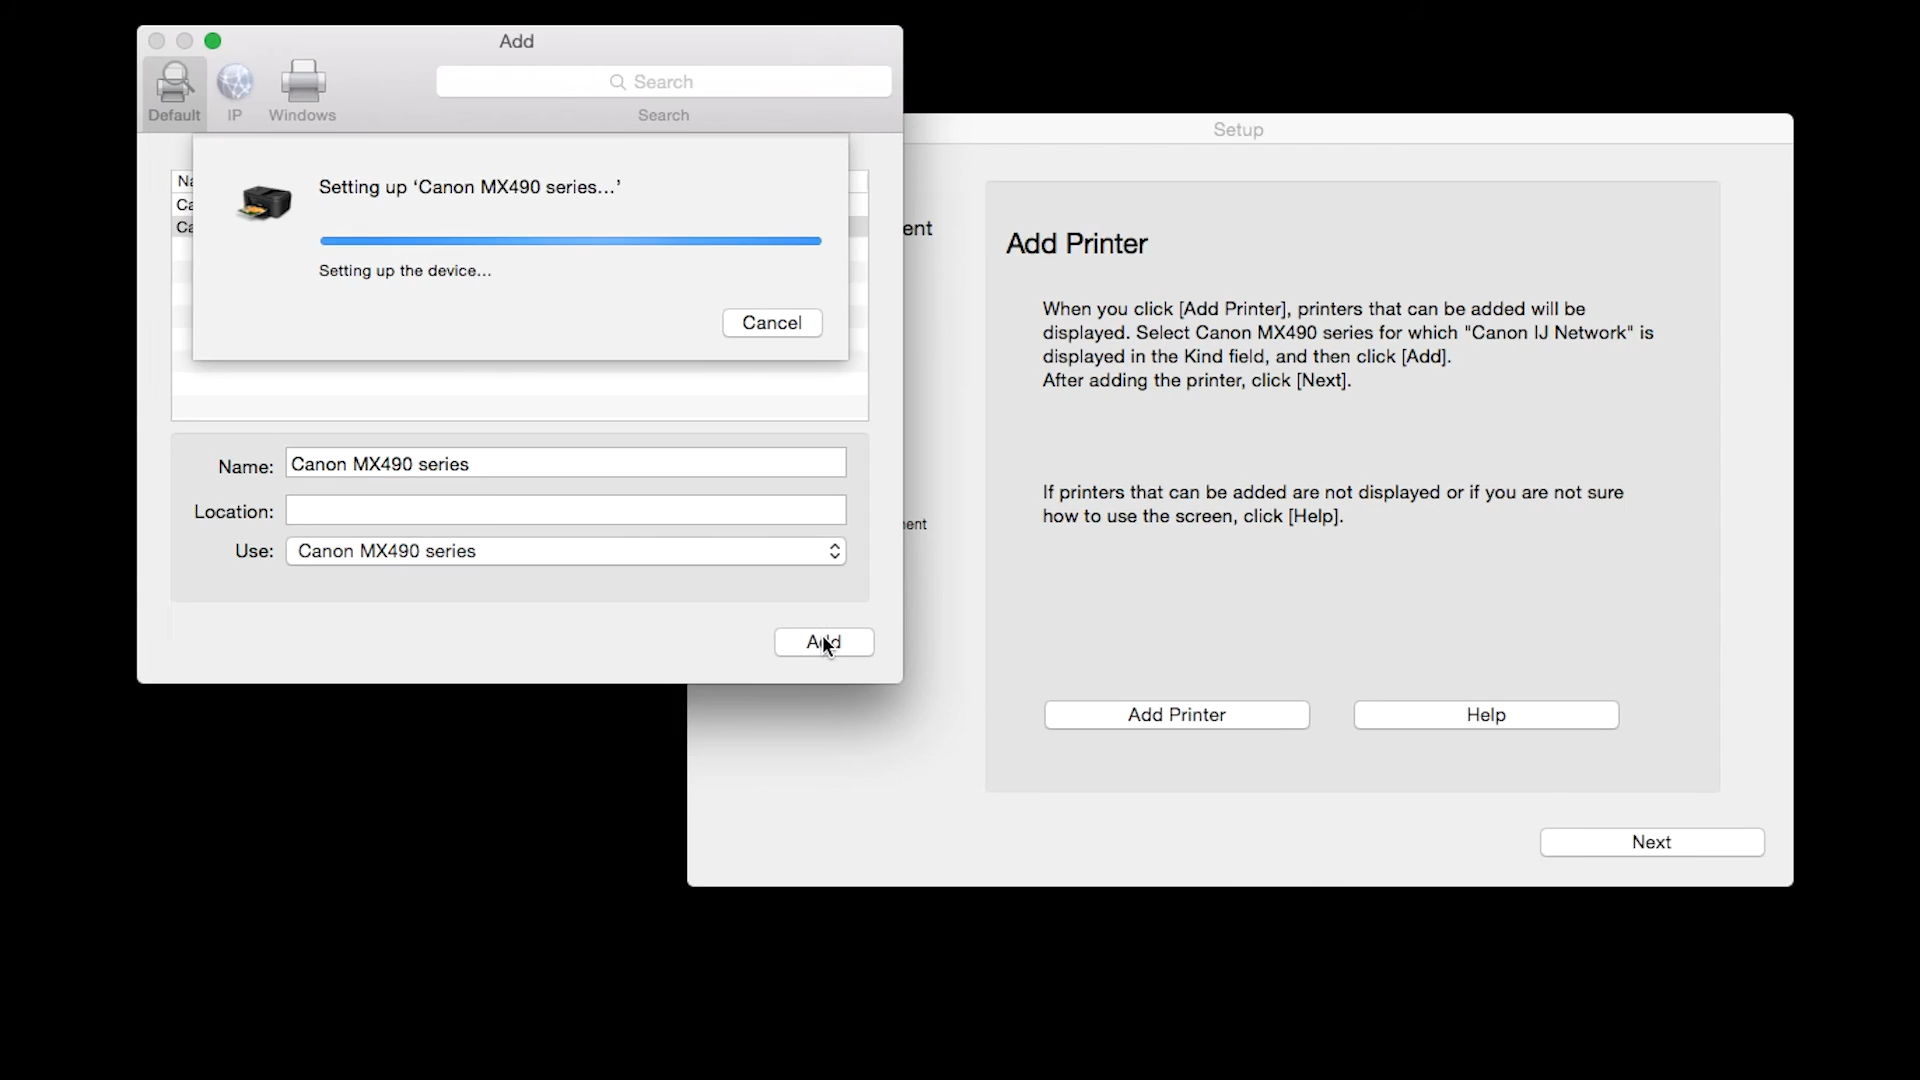 Add
Search
Default IP Windows Search
Setting up ‘Canon MX490 series...’
Setting up the device...
Cancel
Name: Canon MX490 series
Location:
Use: Canon MX490 series
Add
Setup
Add Printer
When you click [Add Printer], printers that can be added will be
displayed. Select Canon MX490 series for which "Canon IJ Network" is
displayed in the Kind field, and then click [Add].
After adding the printer, click [Next].
If printers that can be added are not displayed or if you are not sure
how to use the screen, click [Help].
Add Printer Help
Next